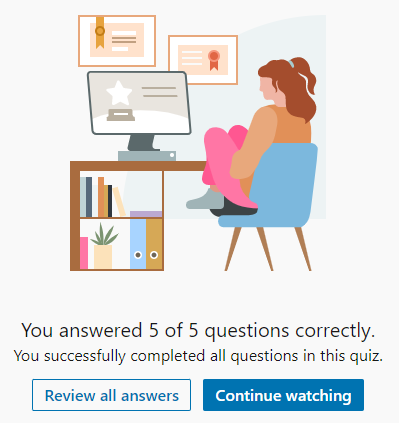 You answered 5 of 5 questions correctly.
You successfully completed all questions in this quiz.
Review all answers
Continue watching